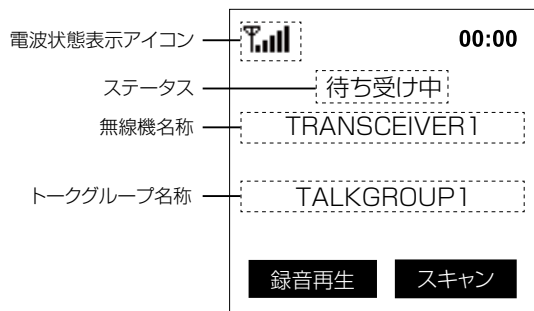 電波状態表示アイコン
00:00
ステータス
待ち受け中
無線機名称
TRANSCEIVER1
トークグループ名称
TALKGROUP1
録音再生
スキャン